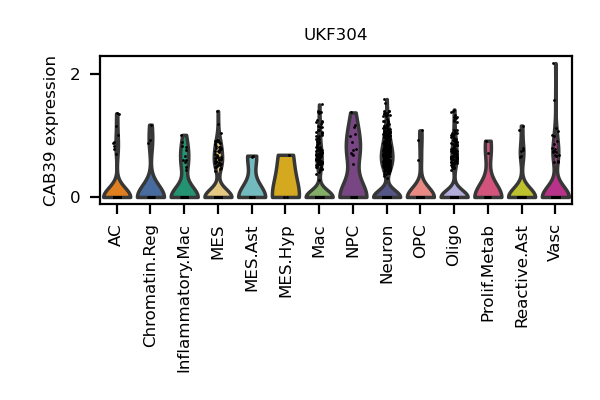 UKF304
CAB39 expression
2
0
AC
Chromatin.Reg
Inflammatory.Mac
MES
MES.Ast
MES.Hyp
Mac
NPC
Neuron
OPC
Oligo
Prolif.Metab
Reactive.Ast
Vasc